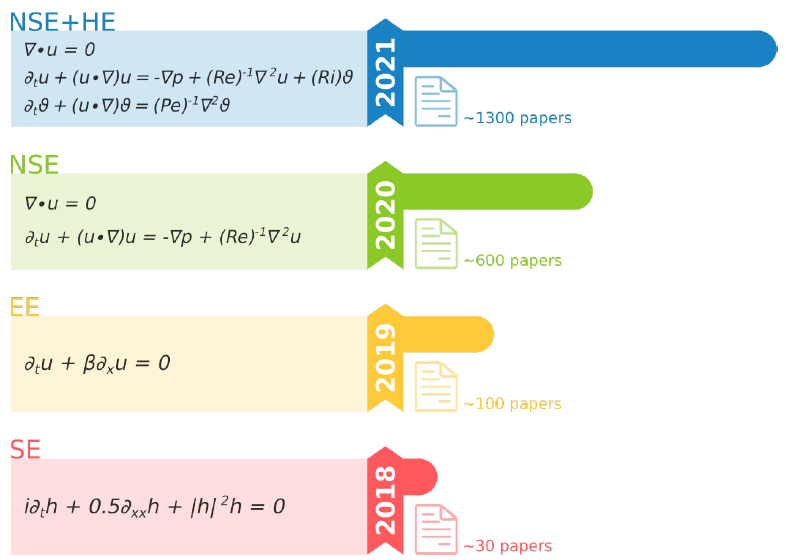 NSE+HE
∇•u = 0
∂ₜu + (u•∇)u = -∇p + (Re)⁻¹∇²u + (Ri)θ
∂ₜθ + (u•∇)θ = (Pe)⁻¹∇²θ
2021
~1300 papers
NSE
∇•u = 0
∂ₜu + (u•∇)u = -∇p + (Re)⁻¹∇²u
2020
~600 papers
EE
∂ₜu + β∂ₓu = 0
2019
~100 papers
SE
i∂ₜh + 0.5∂ₓₓh + |h|²h = 0
2018
~30 papers